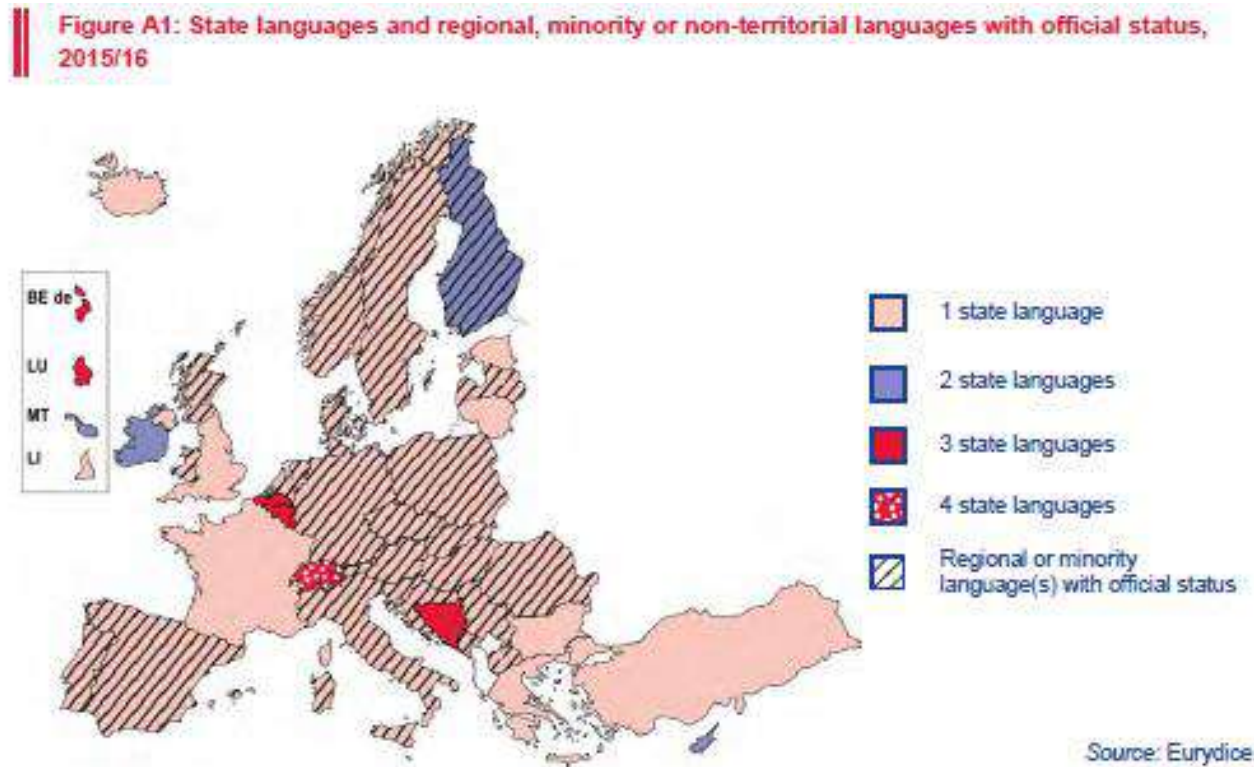 Figure A1: State languages and regional, minority or non-territorial languages with official status,
2015/16
BE de
LU
MT
LI
1 state language
2 state languages
3 state languages
4 state languages
Regional or minority
language(s) with official status
Source: Eurydice